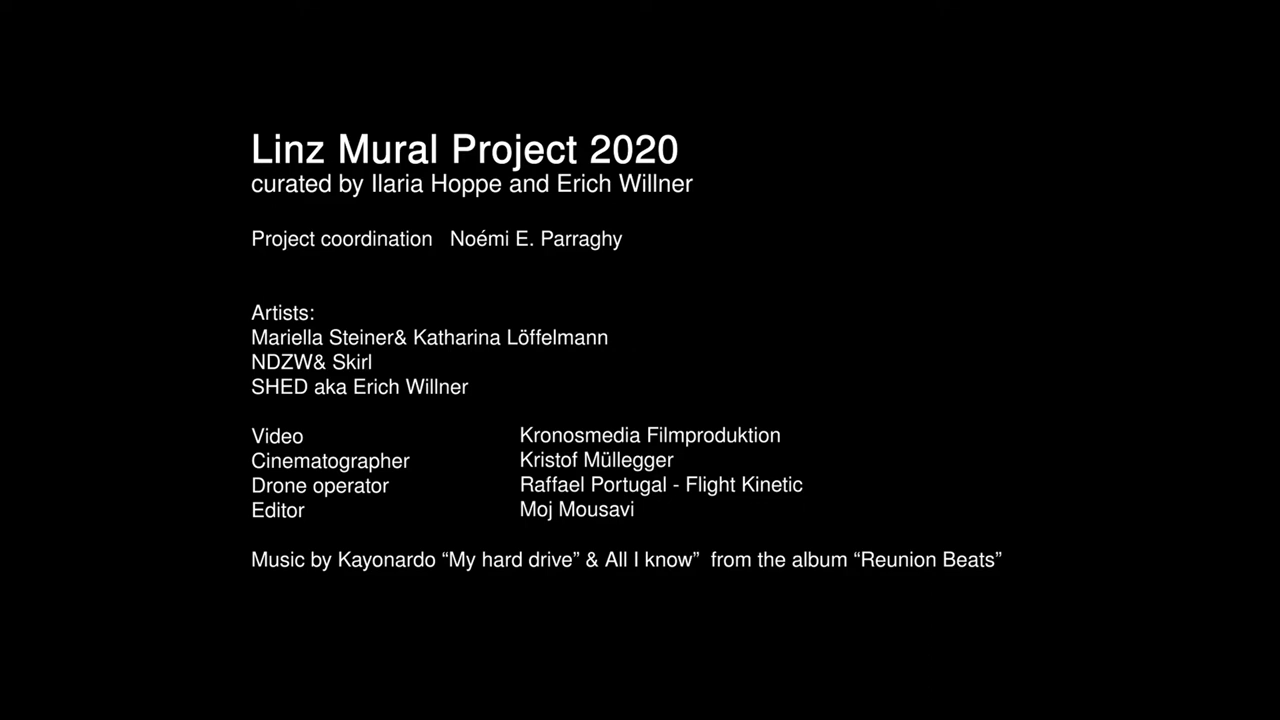 Linz Mural Project 2020
curated by Ilaria Hoppe and Erich Willner
Project coordination   Noémi E. Parraghy
Artists:
Mariella Steiner& Katharina Löffelmann
NDZW& Skirl
SHED aka Erich Willner
Video   Kronosmedia Filmproduktion
Cinematographer   Kristof Müllegger
Drone operator   Raffael Portugal - Flight Kinetic
Editor   Moj Mousavi
Music by Kayonardo “My hard drive” & All I know”  from the album “Reunion Beats”